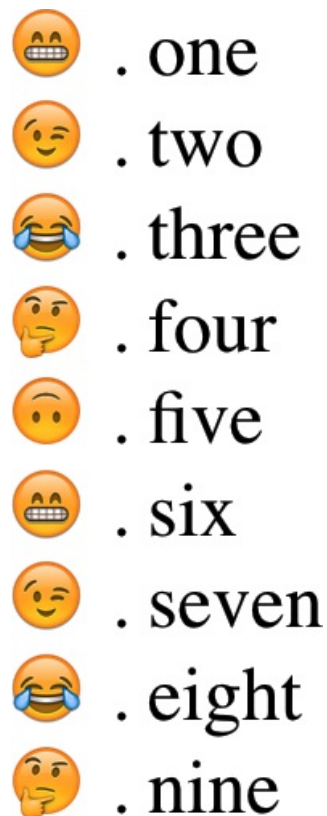 😁 . one
😉 . two
😂 . three
🤔 . four
🙃 . five
😁 . six
😉 . seven
😂 . eight
🤔 . nine